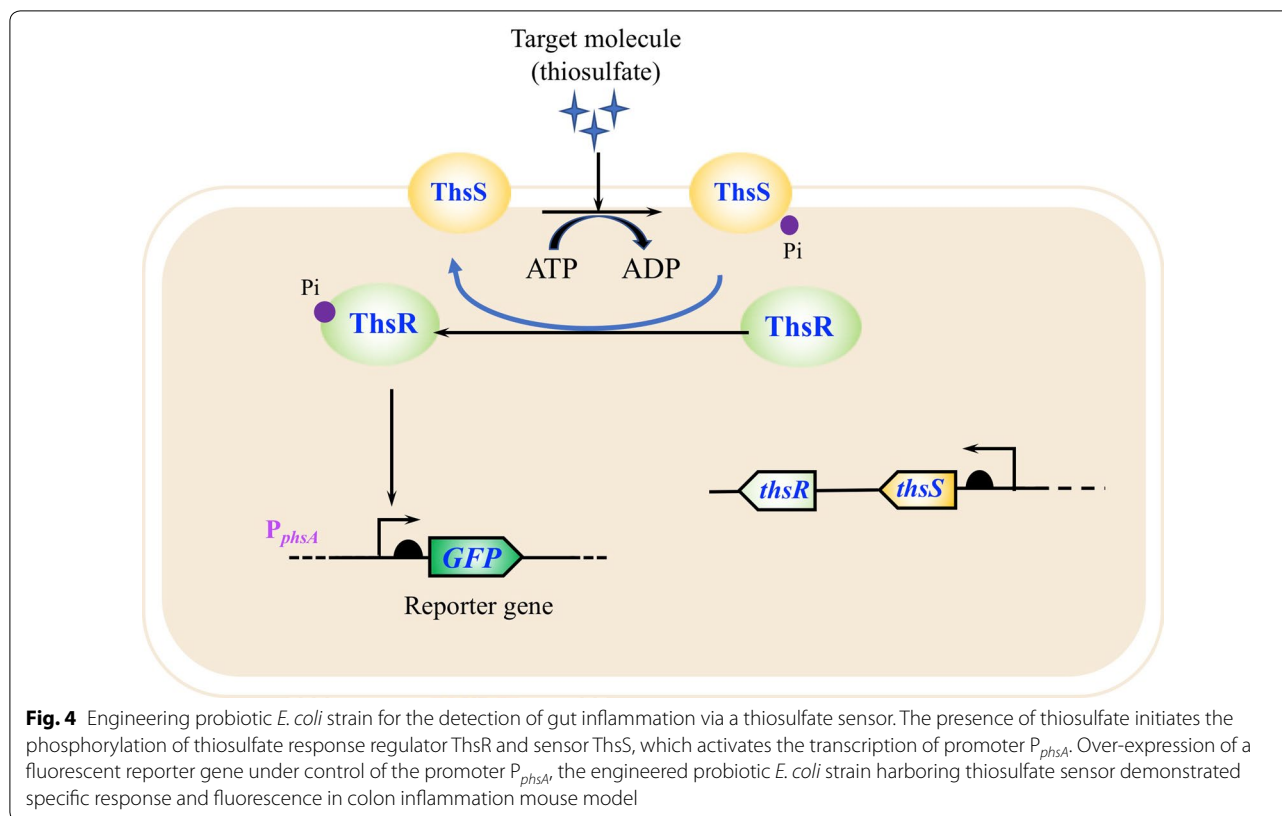 Target molecule
(thiosulfate)
ThsS
ThsS
Pi
ATP
ADP
Pi
ThsR
ThsR
thsR
thsS
PphsA
GFP
Reporter gene
Fig. 4 Engineering probiotic E. coli strain for the detection of gut inflammation via a thiosulfate sensor. The presence of thiosulfate initiates the
phosphorylation of thiosulfate response regulator ThsR and sensor ThsS, which activates the transcription of promoter PphsA. Over-expression of a
fluorescent reporter gene under control of the promoter PphsA, the engineered probiotic E. coli strain harboring thiosulfate sensor demonstrated
specific response and fluorescence in colon inflammation mouse model